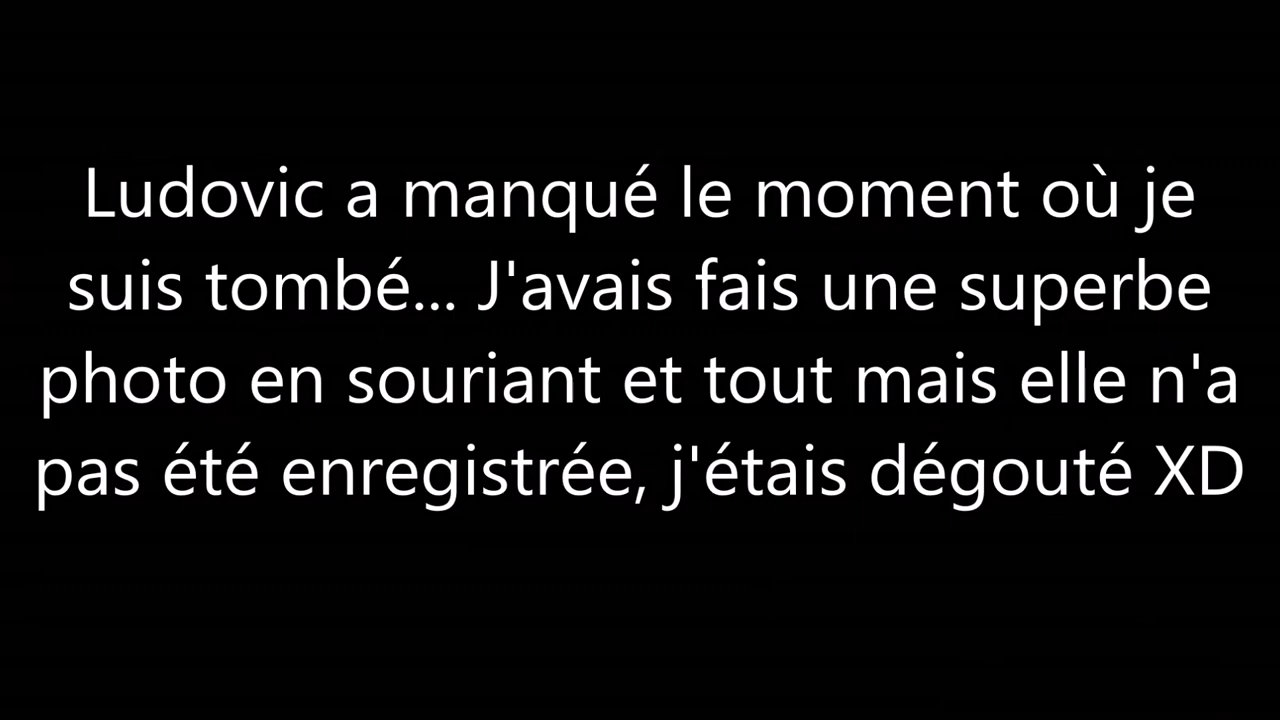 Ludovic a manqué le moment où je
suis tombé... J'avais fais une superbe
photo en souriant et tout mais elle n'a
pas été enregistrée, j'étais dégouté XD